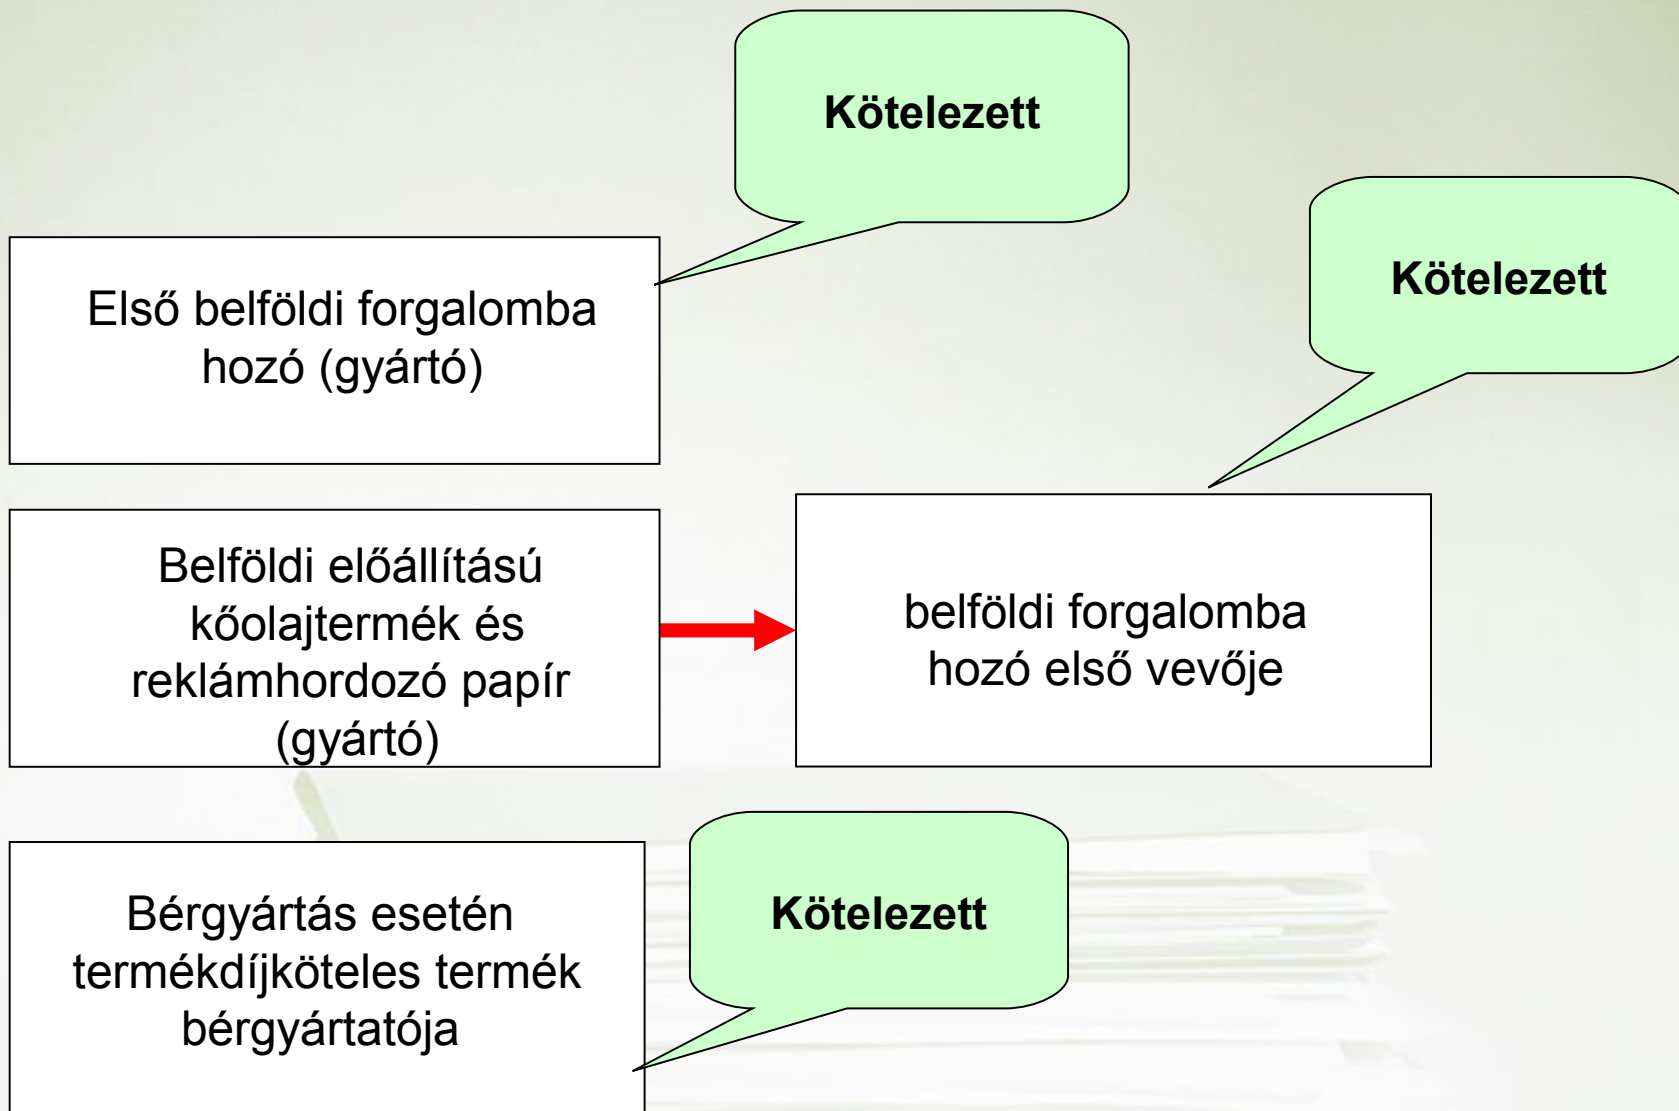 Kötelezett
Kötelezett
Első belföldi forgalomba
hozó (gyártó)
Belföldi előállítású
kőolajtermék és
reklámhordozó papír
(gyártó)
belföldi forgalomba
hozó első vevője
Bérgyártás esetén
termékdíjköteles termék
bérgyártatója
Kötelezett